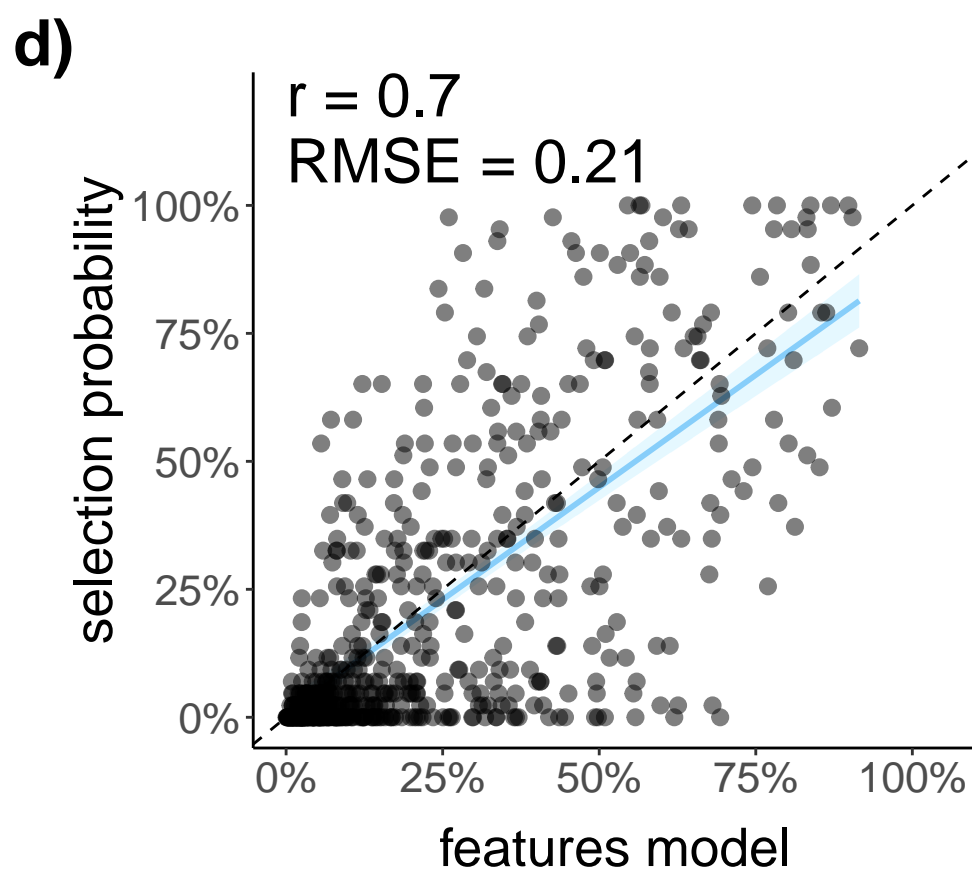 d)
r = 0.7
RMSE = 0.21
selection probability
100%
75%
50%
25%
0%
0% 25% 50% 75% 100%
features model